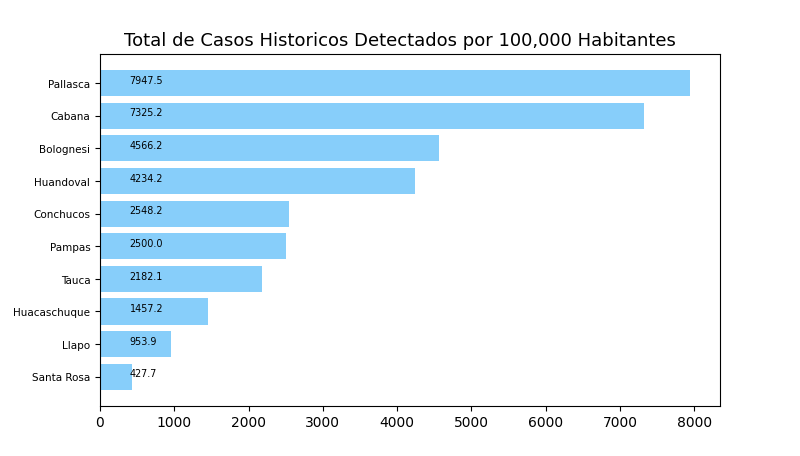 Total de Casos Historicos Detectados por 100,000 Habitantes
Pallasca 7947.5
Cabana 7325.2
Bolognesi 4566.2
Huandoval 4234.2
Conchucos 2548.2
Pampas 2500.0
Tauca 2182.1
Huacaschuque 1457.2
Llapo 953.9
Santa Rosa 427.7
0 1000 2000 3000 4000 5000 6000 7000 8000